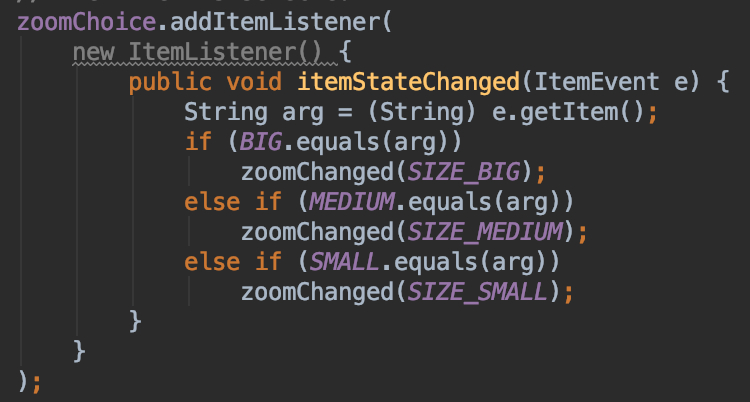 zoomChoice.addItemListener(
new ItemListener() {
public void itemStateChanged(ItemEvent e) {
String arg = (String) e.getItem();
if (BIG.equals(arg))
zoomChanged(SIZE_BIG);
else if (MEDIUM.equals(arg))
zoomChanged(SIZE_MEDIUM);
else if (SMALL.equals(arg))
zoomChanged(SIZE_SMALL);
}
}
);